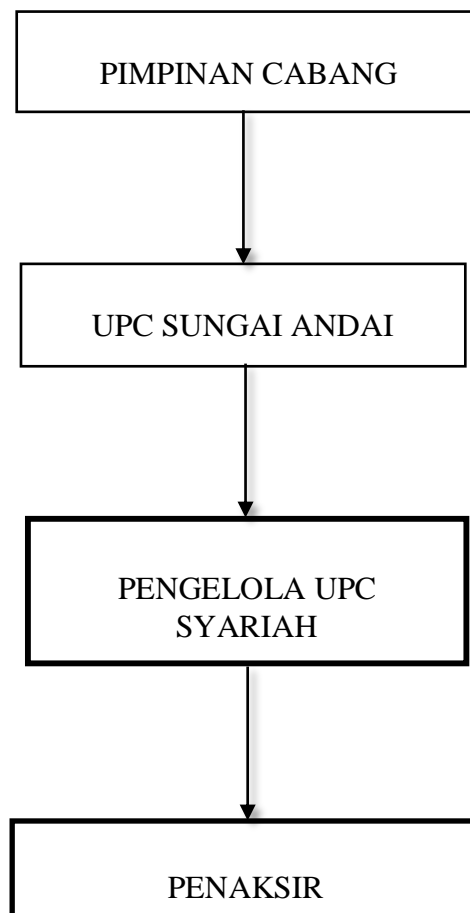 PIMPINAN CABANG
UPC SUNGAI ANDAI
PENGELOLA UPC
SYARIAH
PENAKSIR